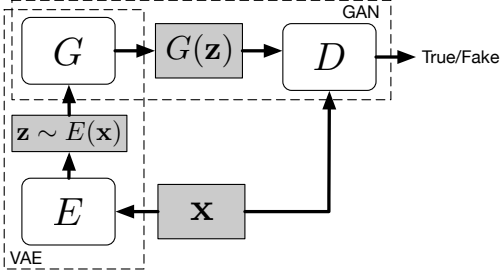 GAN
G
G(z)
D
True/Fake
z ∼ E(x)
E
x
VAE